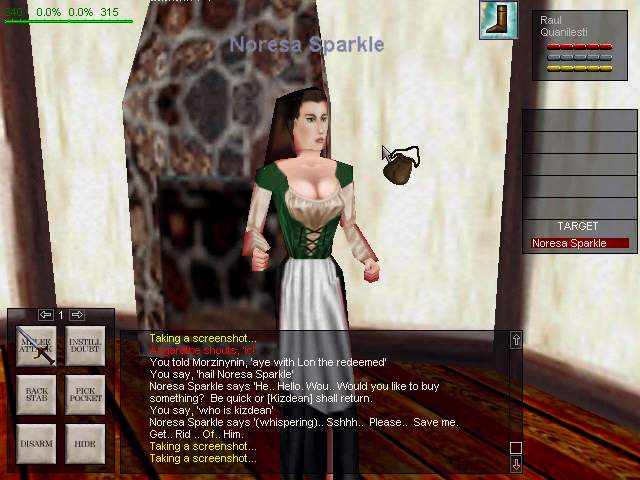 340 0.0% 0.0% 315
Noresa Sparkle
Raul
Quanilesti
TARGET
Noresa Sparkle
1
MELEE
ATTACK
INSTILL
DOUBT
BACK
STAB
PICK
POCKET
DISARM
HIDE
Taking a screenshot...
You told Morzinynin, 'aye with Lon the redeemed'
You say, 'hail Noresa Sparkle'
Noresa Sparkle says 'He.. Hello. Wou.. Would you like to buy
something? Be quick or [Kizdean] shall return.
You say, 'who is kizdean'
Noresa Sparkle says '(whispering).. Sshhh.. Please.. Save me.
Get.. Rid .. Of.. Him.
Taking a screenshot...
Taking a screenshot...